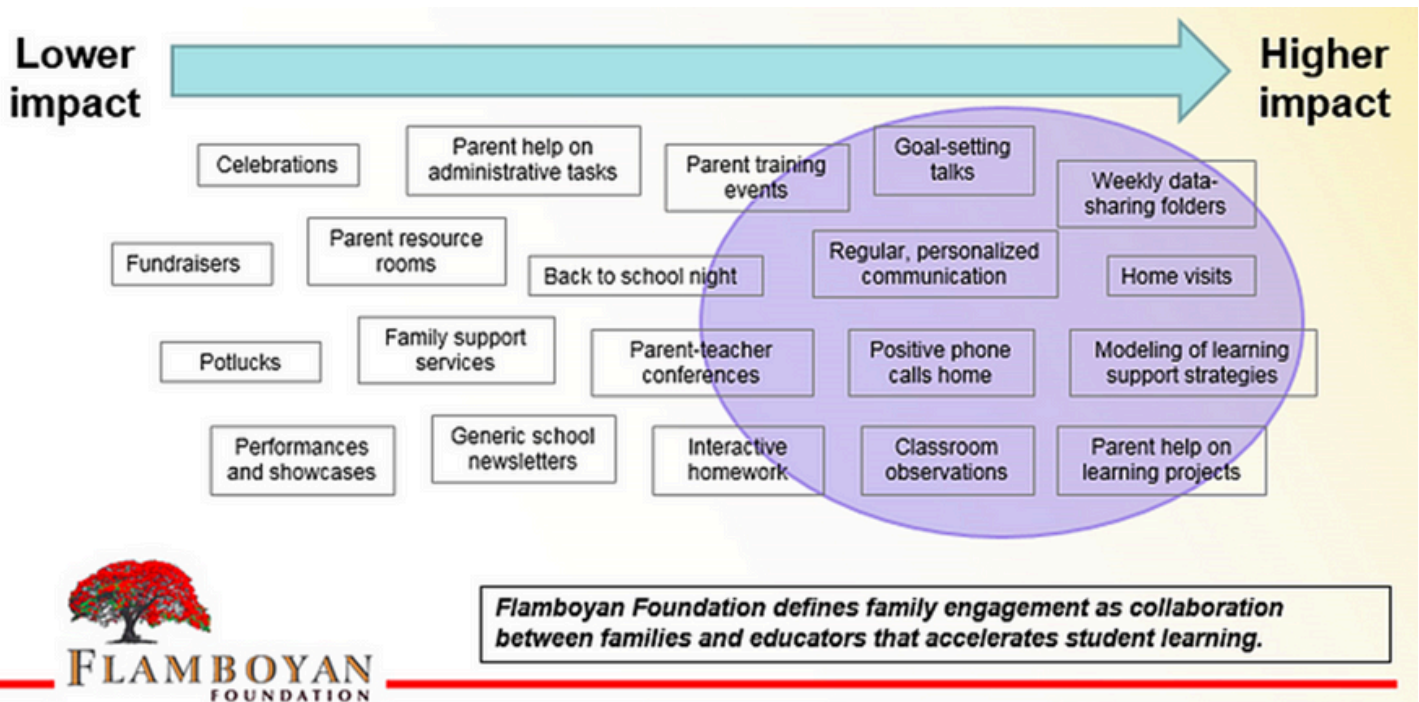 Lower
impact
Higher
impact
Celebrations
Parent help on
administrative tasks
Parent training
events
Goal-setting
talks
Weekly data-
sharing folders
Fundraisers
Parent resource
rooms
Back to school night
Regular, personalized
communication
Home visits
Potlucks
Family support
services
Parent-teacher
conferences
Positive phone
calls home
Modeling of learning
support strategies
Performances
and showcases
Generic school
newsletters
Interactive
homework
Classroom
observations
Parent help on
learning projects
Flamboyan Foundation defines family engagement as collaboration
between families and educators that accelerates student learning.
FLAMBOYAN
FOUNDATION